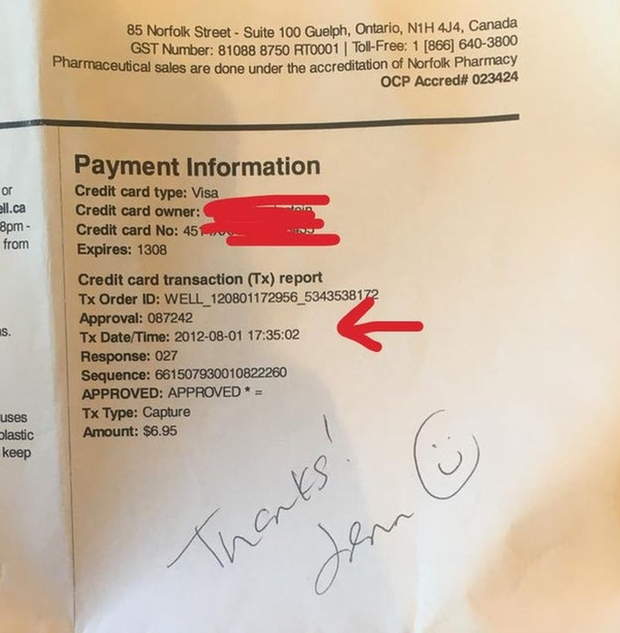 85 Norfolk Street - Suite 100 Guelph, Ontario, N1H 4J4, Canada
GST Number: 81088 8750 RT0001 | Toll-Free: 1 [866] 640-3800
Pharmaceutical sales are done under the accreditation of Norfolk Pharmacy
OCP Accred# 023424
or
ell.ca
8pm -
from
s.
uses
plastic
keep
Payment Information
Credit card type: Visa
Credit card owner:
Credit card No: 451
Expires: 1308
Credit card transaction (Tx) report
Tx Order ID: WELL_120801172956_5343538172
Approval: 087242
Tx Date/Time: 2012-08-01 17:35:02
Response: 027
Sequence: 661507930010822260
APPROVED: APPROVED * =
Tx Type: Capture
Amount: $6.95
Thanks!
Jenn